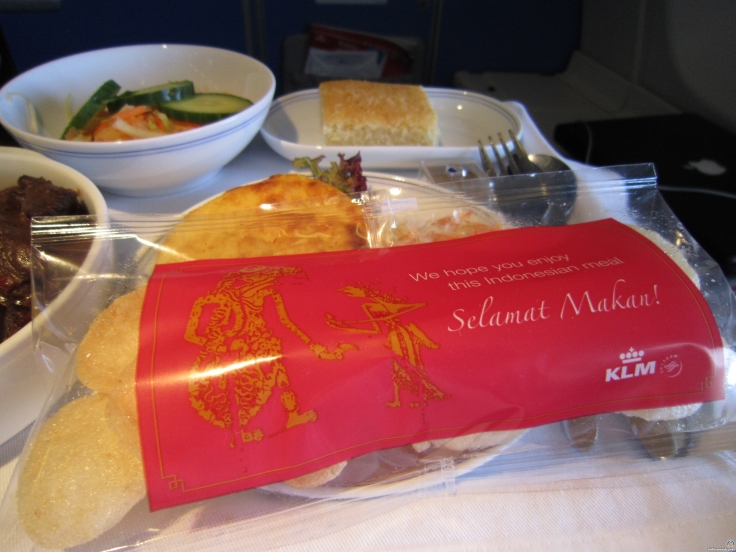 We hope you enjoy
this Indonesian meal
Selamat Makan!
KLM